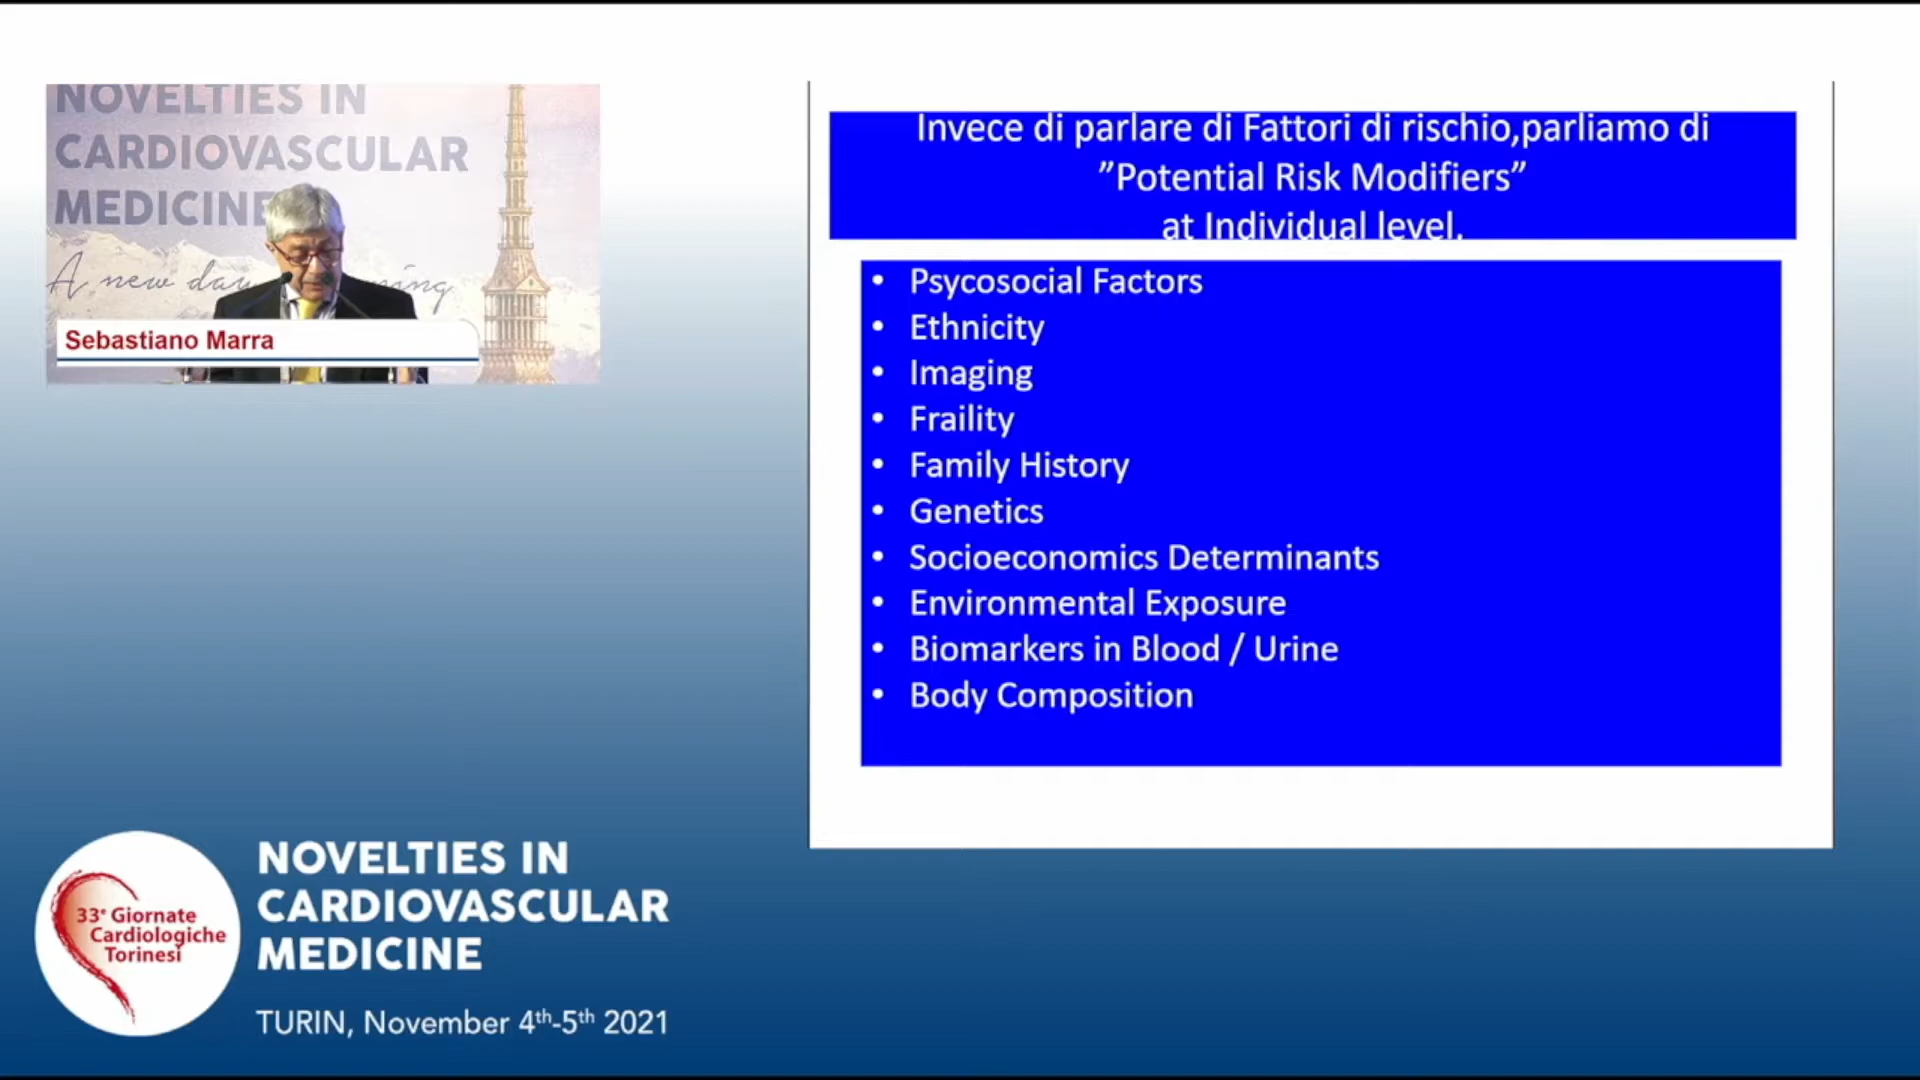 NOVELTIES IN
CARDIOVASCULAR
MEDICINE
A new day
Sebastiano Marra
Invece di parlare di Fattori di rischio,parliamo di
”Potential Risk Modifiers”
at Individual level.
• Psycosocial Factors
• Ethnicity
• Imaging
• Fraility
• Family History
• Genetics
• Socioeconomics Determinants
• Environmental Exposure
• Biomarkers in Blood / Urine
• Body Composition
33° Giornate
Cardiologiche
Torinesi
NOVELTIES IN
CARDIOVASCULAR
MEDICINE
TURIN, November 4th-5th 2021